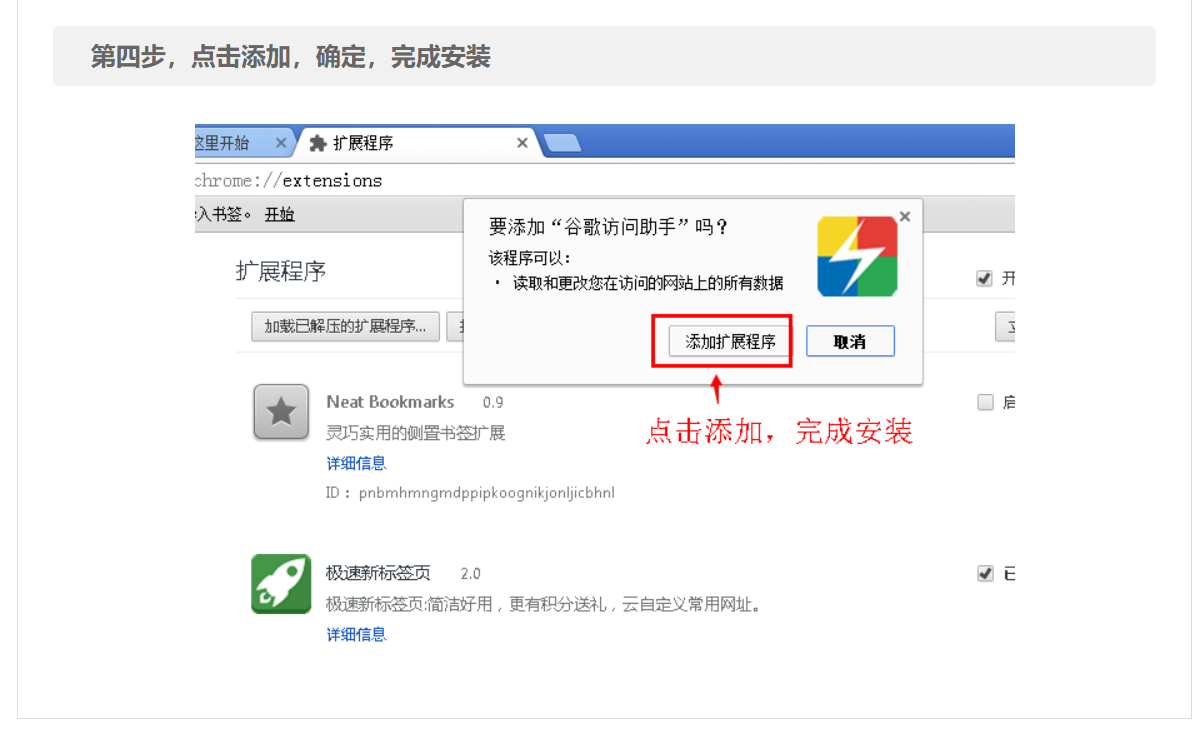 第四步，点击添加，确定，完成安装
这里开始
扩展程序
chrome://extensions
入书签。 开始
要添加“谷歌访问助手”吗？
该程序可以：
· 读取和更改您在访问的网站上的所有数据
扩展程序
开
加载已解压的扩展程序...
添加扩展程序
取消
点击添加，完成安装
Neat Bookmarks 0.9
启
灵巧实用的侧置书签扩展
详细信息
ID： pnbmhmngmdppipkoognikjonljicbhnl
极速新标签页 2.0
已
极速新标签页:简洁好用，更有积分送礼，云自定义常用网址。
详细信息